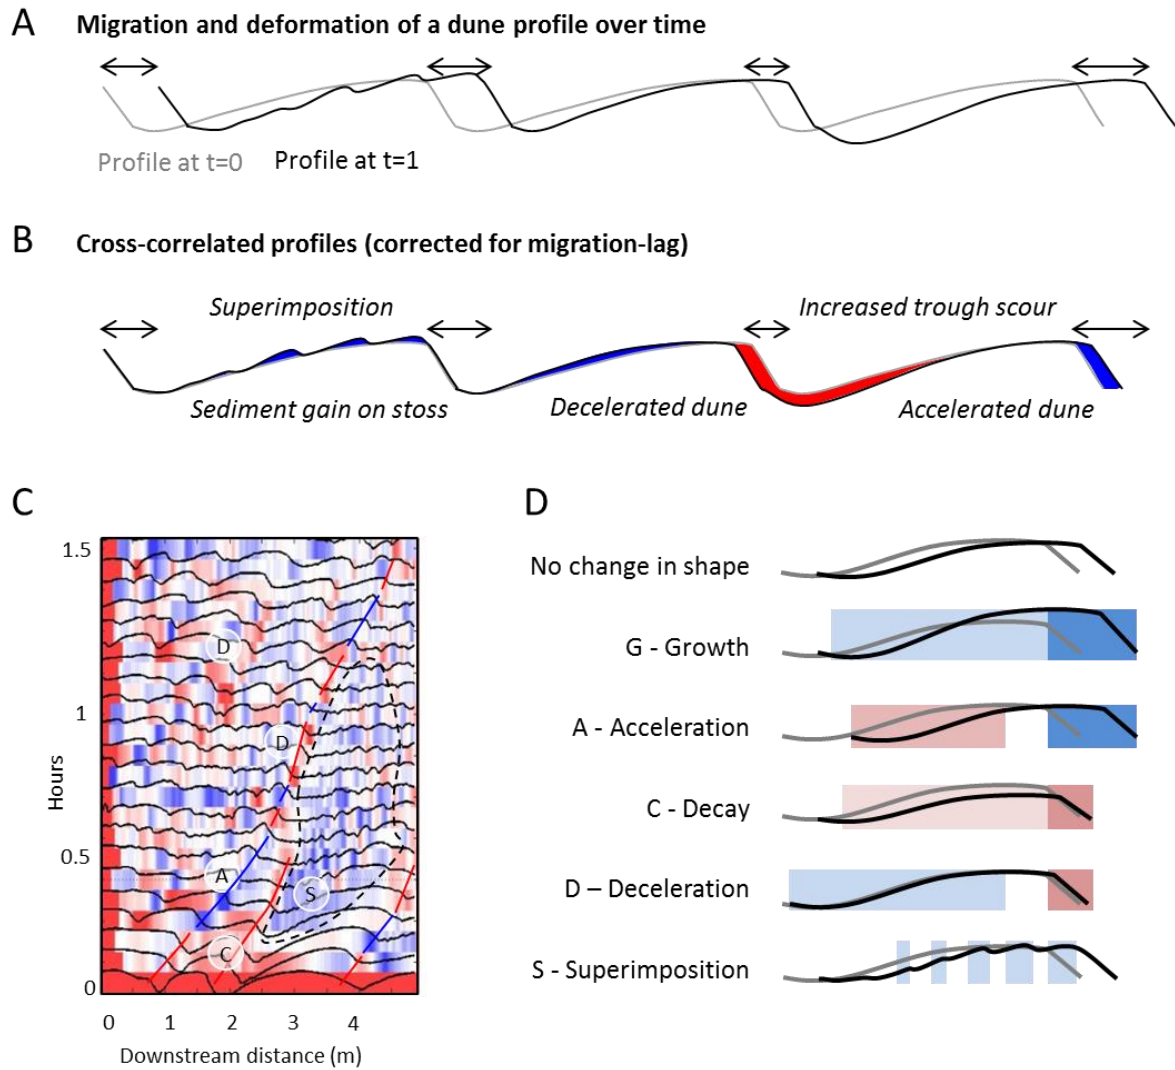 A Migration and deformation of a dune profile over time
Profile at t=0 Profile at t=1
B Cross-correlated profiles (corrected for migration-lag)
Superimposition Increased trough scour
Sediment gain on stoss Decelerated dune Accelerated dune
C
1.5
1
0.5
0
Hours
D
D
A
S
C
0 1 2 3 4
Downstream distance (m)
D
No change in shape
G - Growth
A - Acceleration
C - Decay
D – Deceleration
S - Superimposition